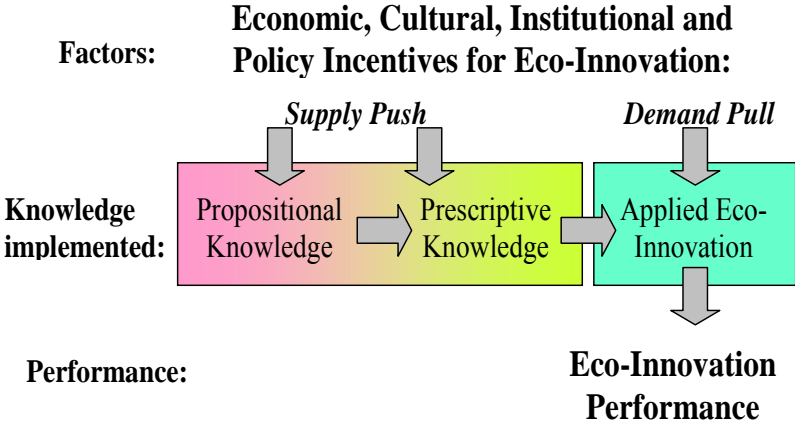 Economic, Cultural, Institutional and
Factors:
Policy Incentives for Eco-Innovation:
Supply Push
Demand Pull
Knowledge
implemented:
Propositional
Knowledge
Prescriptive
Knowledge
Applied Eco-
Innovation
Performance:
Eco-Innovation
Performance